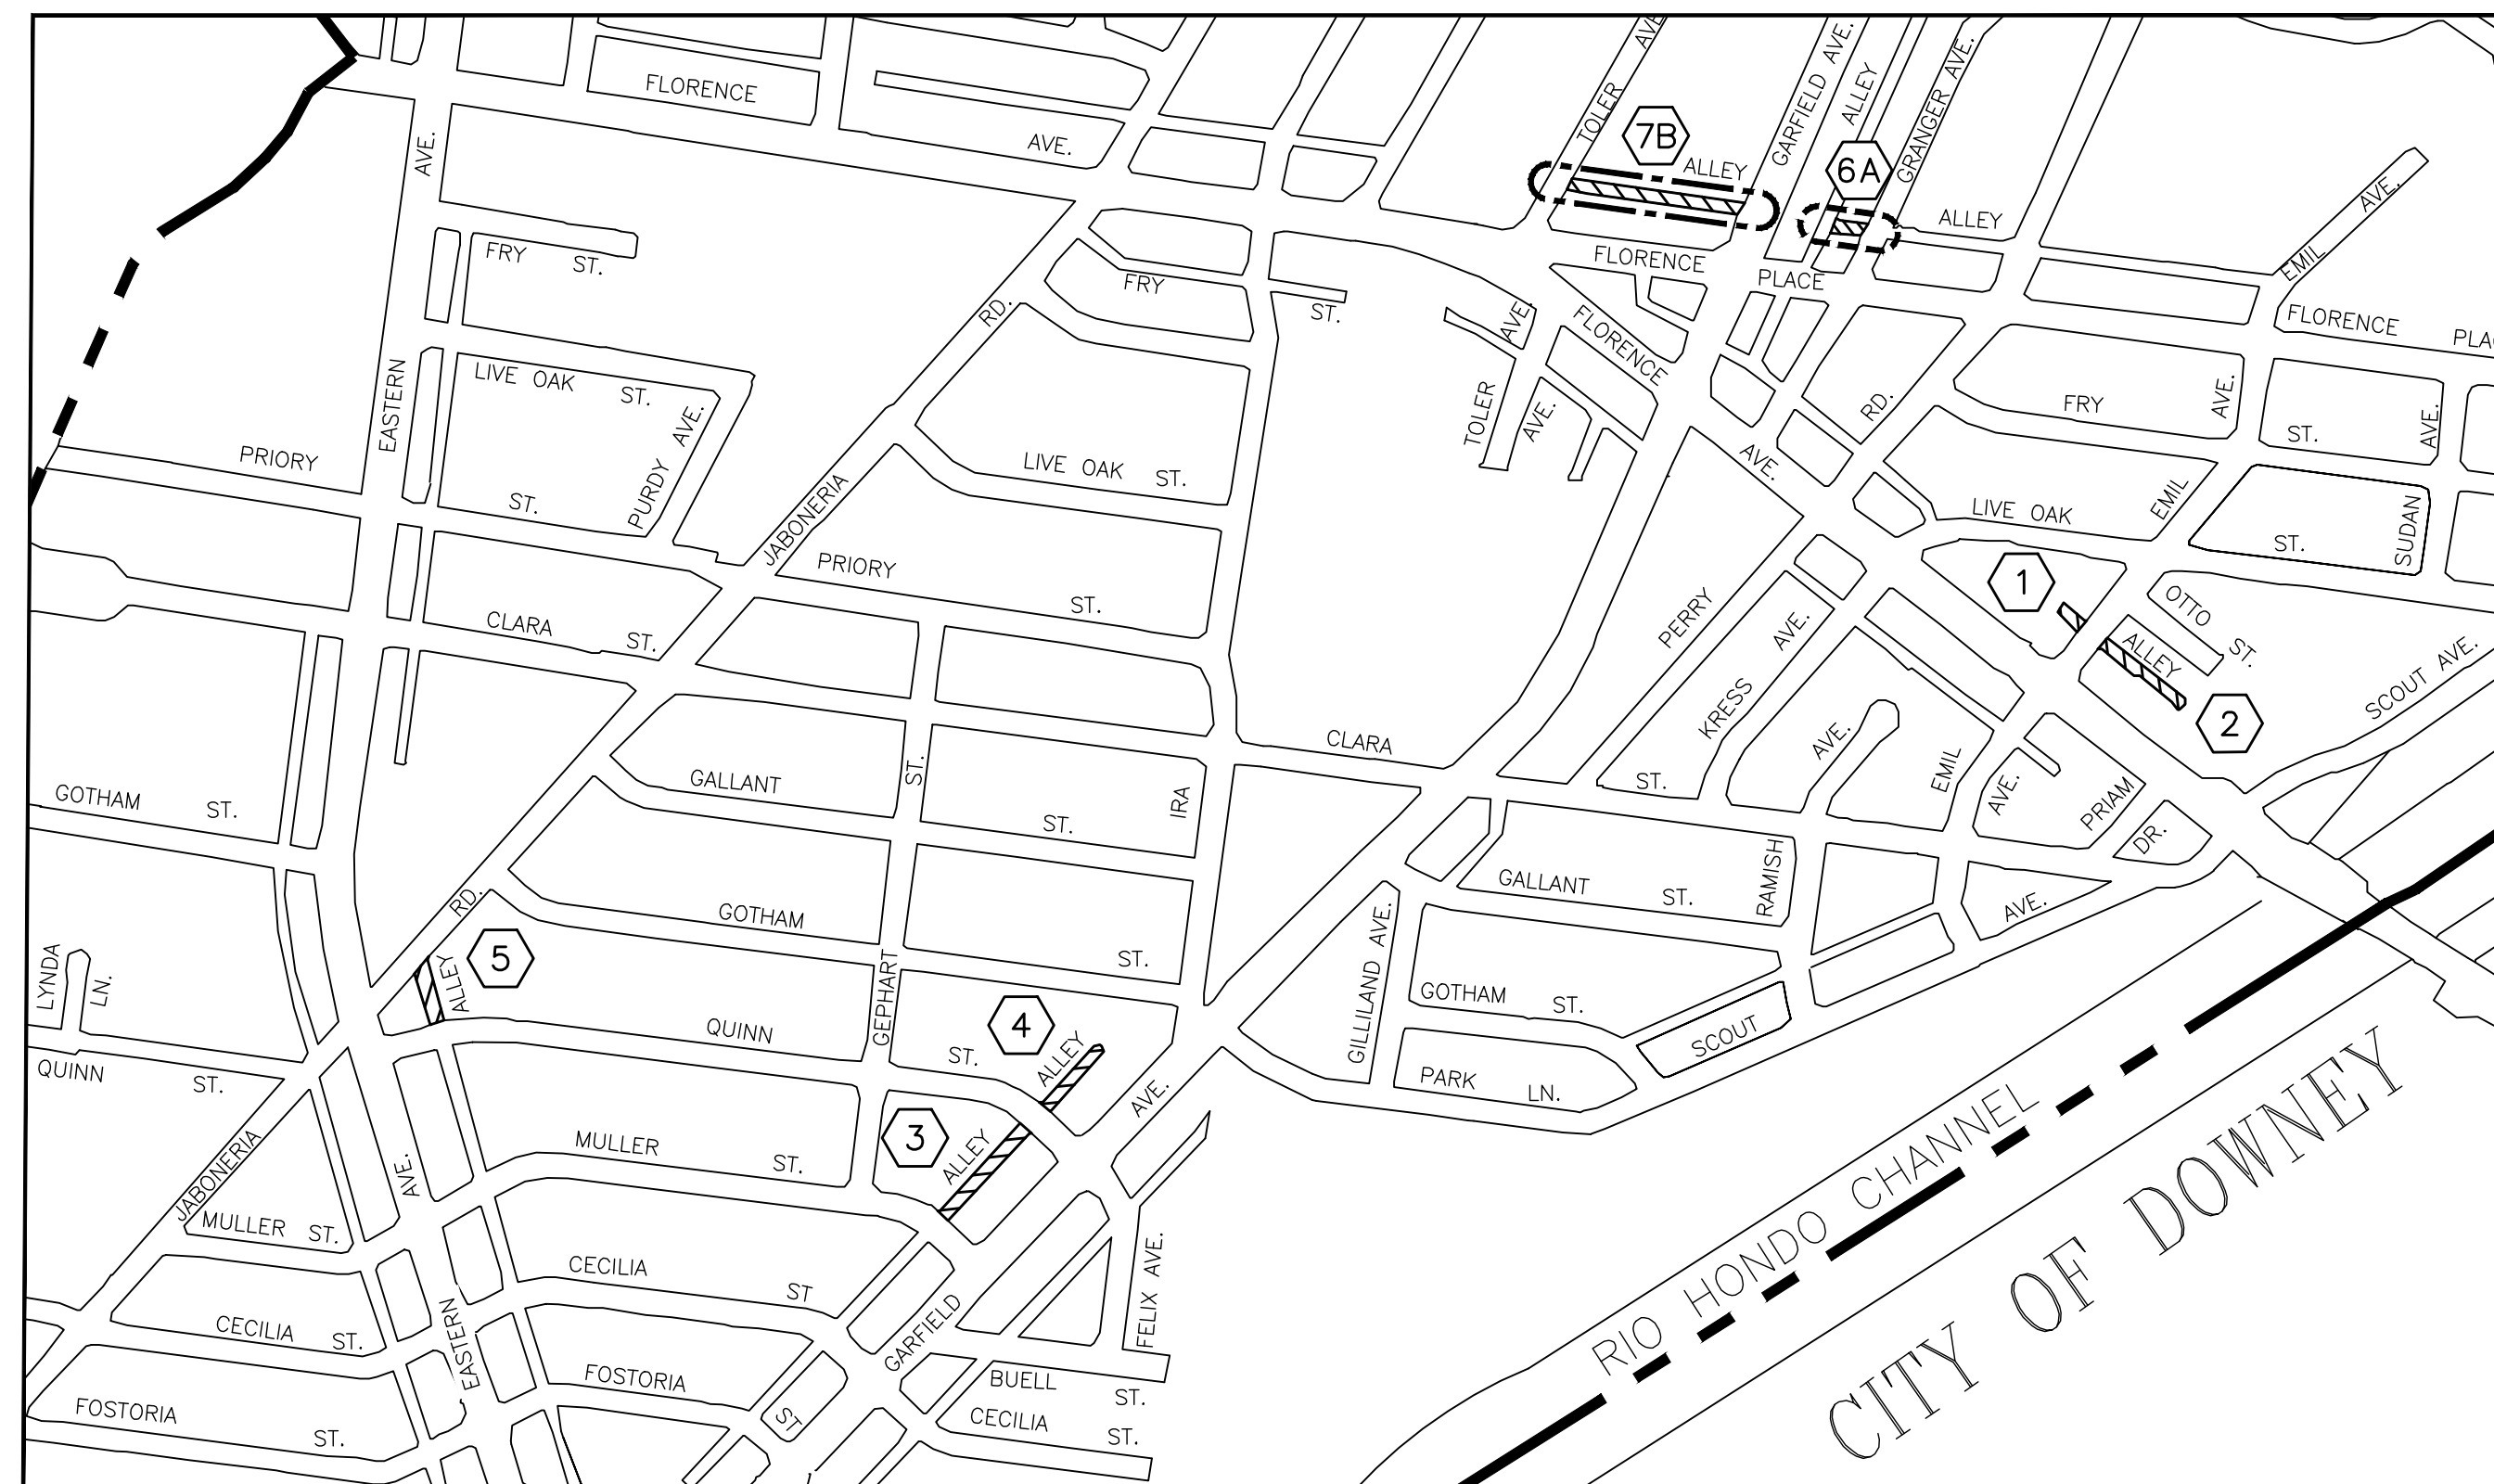 FLORENCE
AVE.
AVE.
TOLER
AVE
GARFIELD AVE.
ALLEY
GRANGER AVE.
7B
ALLEY
6A
ALLEY
EMIL
AVE.
FRY
ST.
FRY
ST.
FLORENCE
PLACE
FLORENCE
RD.
AVE.
FLORENCE
EASTERN
LIVE OAK
ST.
AVE.
PURDY
TOLER
AVE.
RD.
FRY
AVE.
ST.
AVE.
PRIORY
ST.
LIVE OAK
ST.
AVE.
LIVE OAK
EMIL
ST.
SUDAN
JABONERIA
PRIORY
ST.
1
OTTO
ST.
CLARA
ST.
PERRY
AVE.
ALLEY
SCOUT AVE.
2
KRESS
AVE.
CLARA
ST.
EMIL
AVE.
PRIAM
DR.
GOTHAM
ST.
GALLANT
ST.
ST.
IRA
RAMISH
GALLANT
ST.
AVE.
RD.
GOTHAM
ST.
LYNDA
LN.
5
ALLEY
GEPHART
GILLILAND AVE.
GOTHAM
ST.
QUINN
ST.
4
ALLEY
SCOUT
QUINN
ST.
AVE.
PARK
LN.
JABONERIA
AVE.
MULLER
ST.
3
ALLEY
RIO HONDO CHANNEL
CITY OF DOWNEY
MULLER
ST.
CECILIA
ST
FELIX AVE.
CECILIA
ST.
EASTERN
GARFIELD
FOSTORIA
ST
BUELL
ST.
FOSTORIA
ST.
CECILIA
ST.